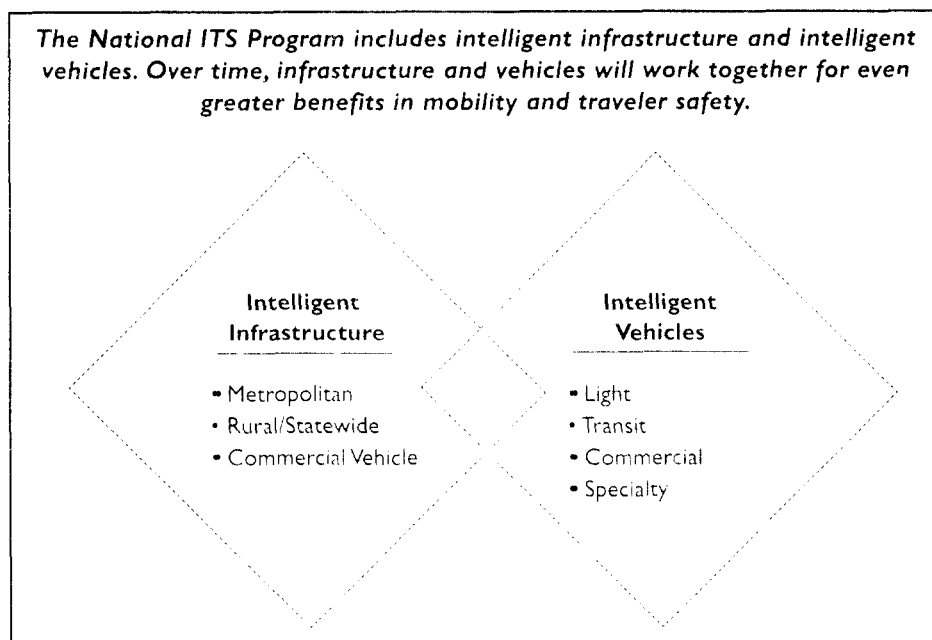 The National ITS Program includes intelligent infrastructure and intelligent
vehicles. Over time, infrastructure and vehicles will work together for even
greater benefits in mobility and traveler safety.
Intelligent
Infrastructure
• Metropolitan
• Rural/Statewide
• Commercial Vehicle
Intelligent
Vehicles
• Light
• Transit
• Commercial
• Specialty